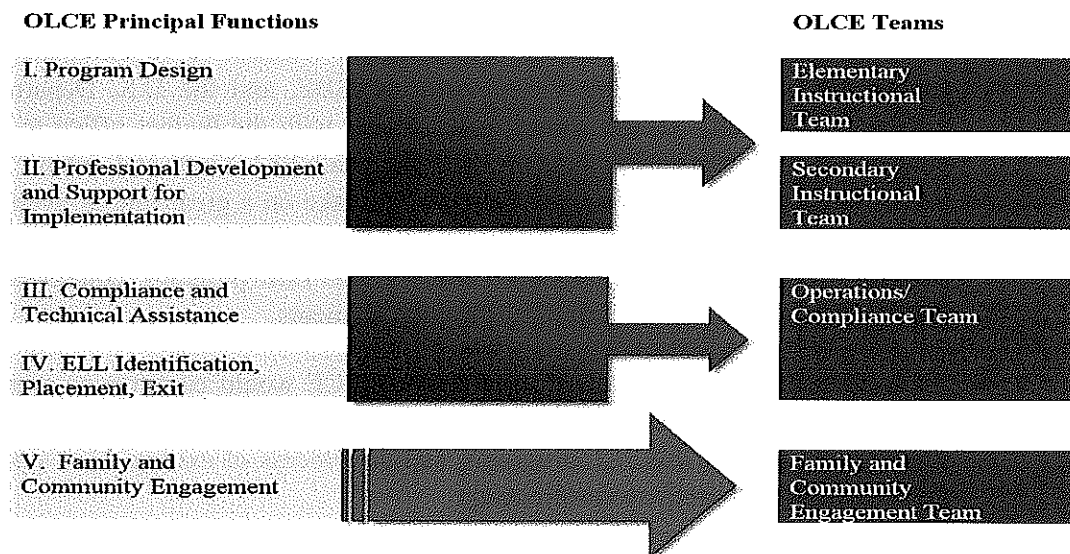 OLCE Principal Functions
OLCE Teams
I. Program Design
Elementary
Instructional
Team
II. Professional Development
and Support for
Implementation
Secondary
Instructional
Team
III. Compliance and
Technical Assistance
Operations/
Compliance Team
IV. ELL Identification,
Placement, Exit
V. Family and
Community Engagement
Family and
Community
Engagement Team